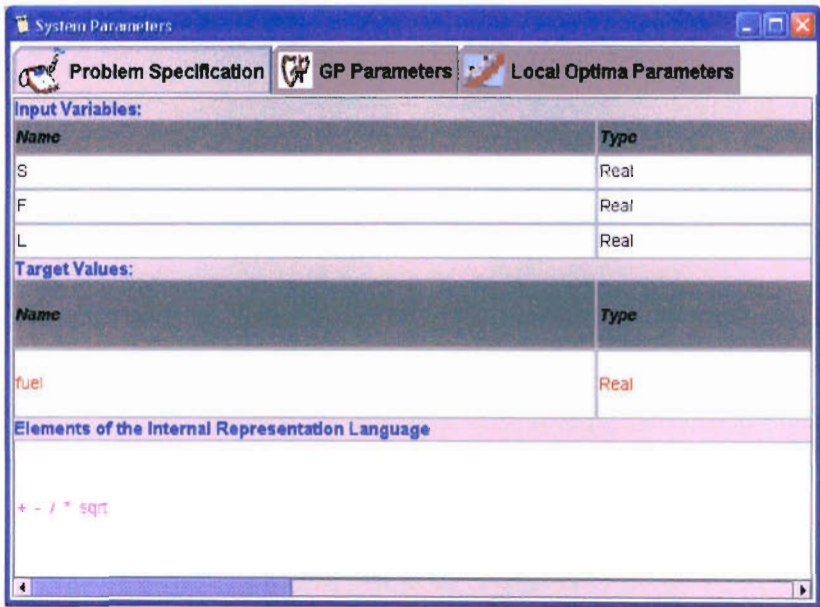 System Parameters
Problem Specification GP Parameters Local Optima Parameters
Input Variables:
Name Type
S Real
F Real
L Real
Target Values:
Name Type
fuel Real
Elements of the Internal Representation Language
+ - / * sqrt